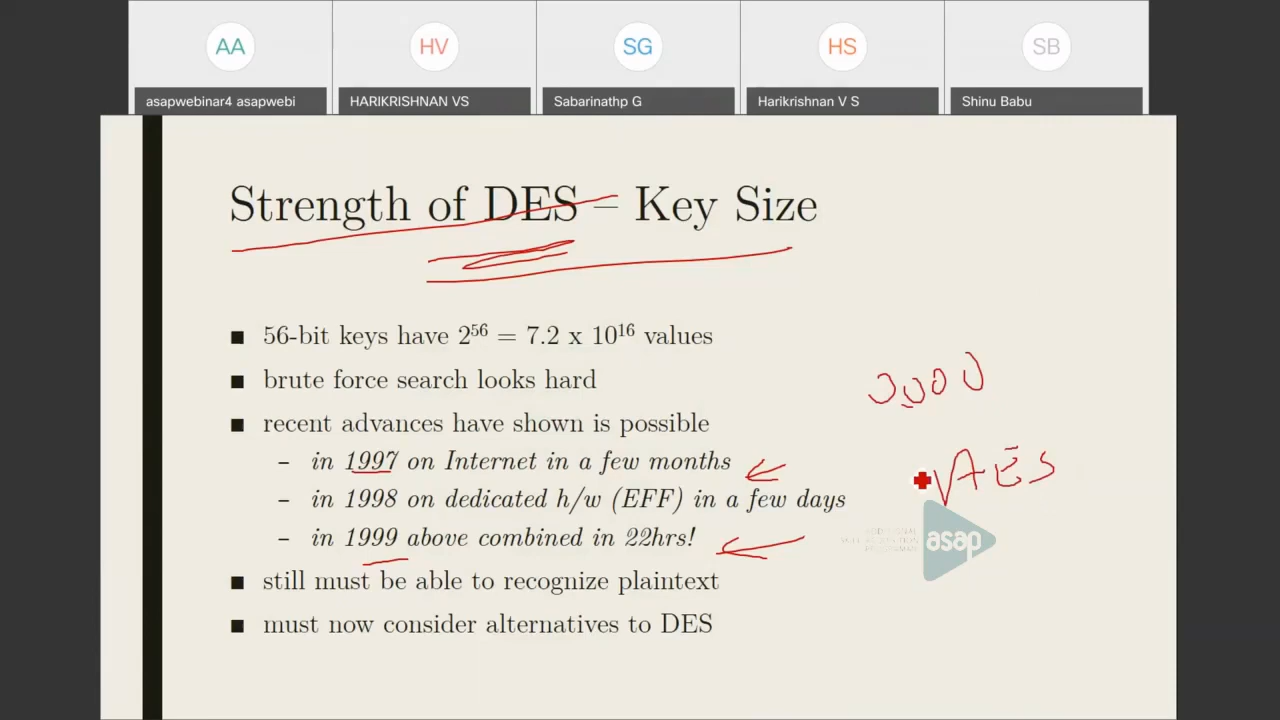 AA HV SG HS SB
asapwebinar4 asapwebi HARIKRISHNAN VS Sabarinathp G Harikrishnan V S Shinu Babu
Strength of DES – Key Size
■ 56-bit keys have 2⁵⁶ = 7.2 x 10¹⁶ values
■ brute force search looks hard
■ recent advances have shown is possible
– in 1997 on Internet in a few months
– in 1998 on dedicated h/w (EFF) in a few days
– in 1999 above combined in 22hrs!
■ still must be able to recognize plaintext
■ must now consider alternatives to DES
AES
asap